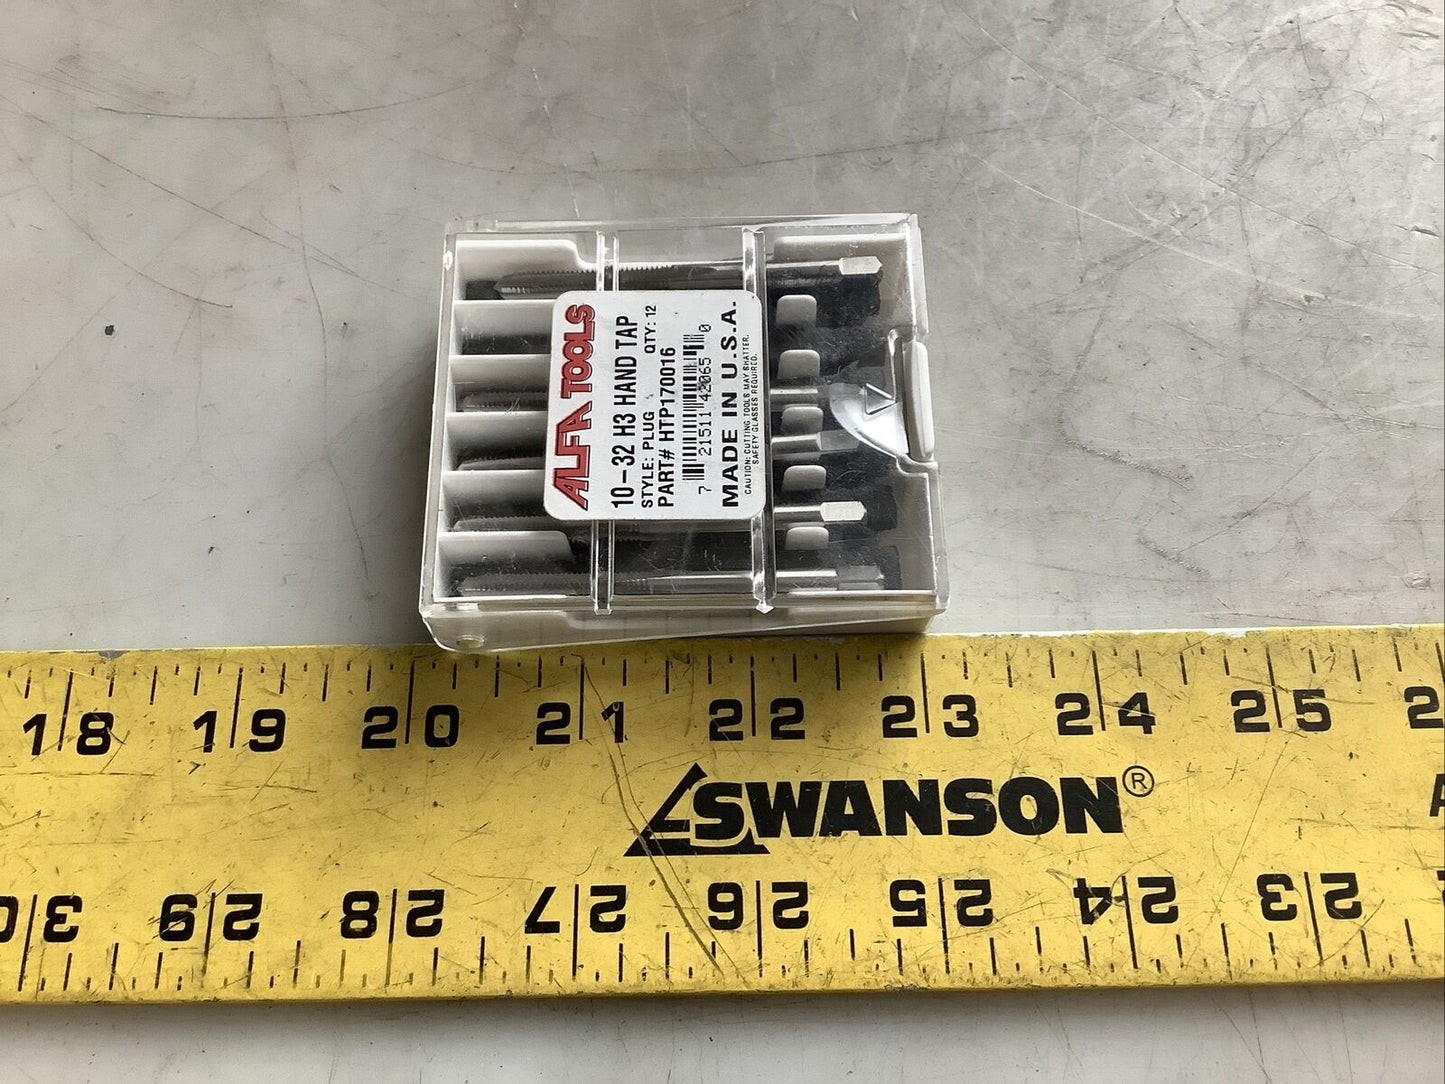 ALFA TOOLS
10-32 H3 HAND TAP
STYLE: PLUG QTY: 12
PART# HTP170016
7 21511 42065 0
MADE IN U.S.A.
CAUTION: CUTTING TOOLS MAY SHATTER.
SAFETY GLASSES REQUIRED.
18 19 20 21 22 23 24 25 2
SWANSON®
30 29 28 27 26 25 24 23